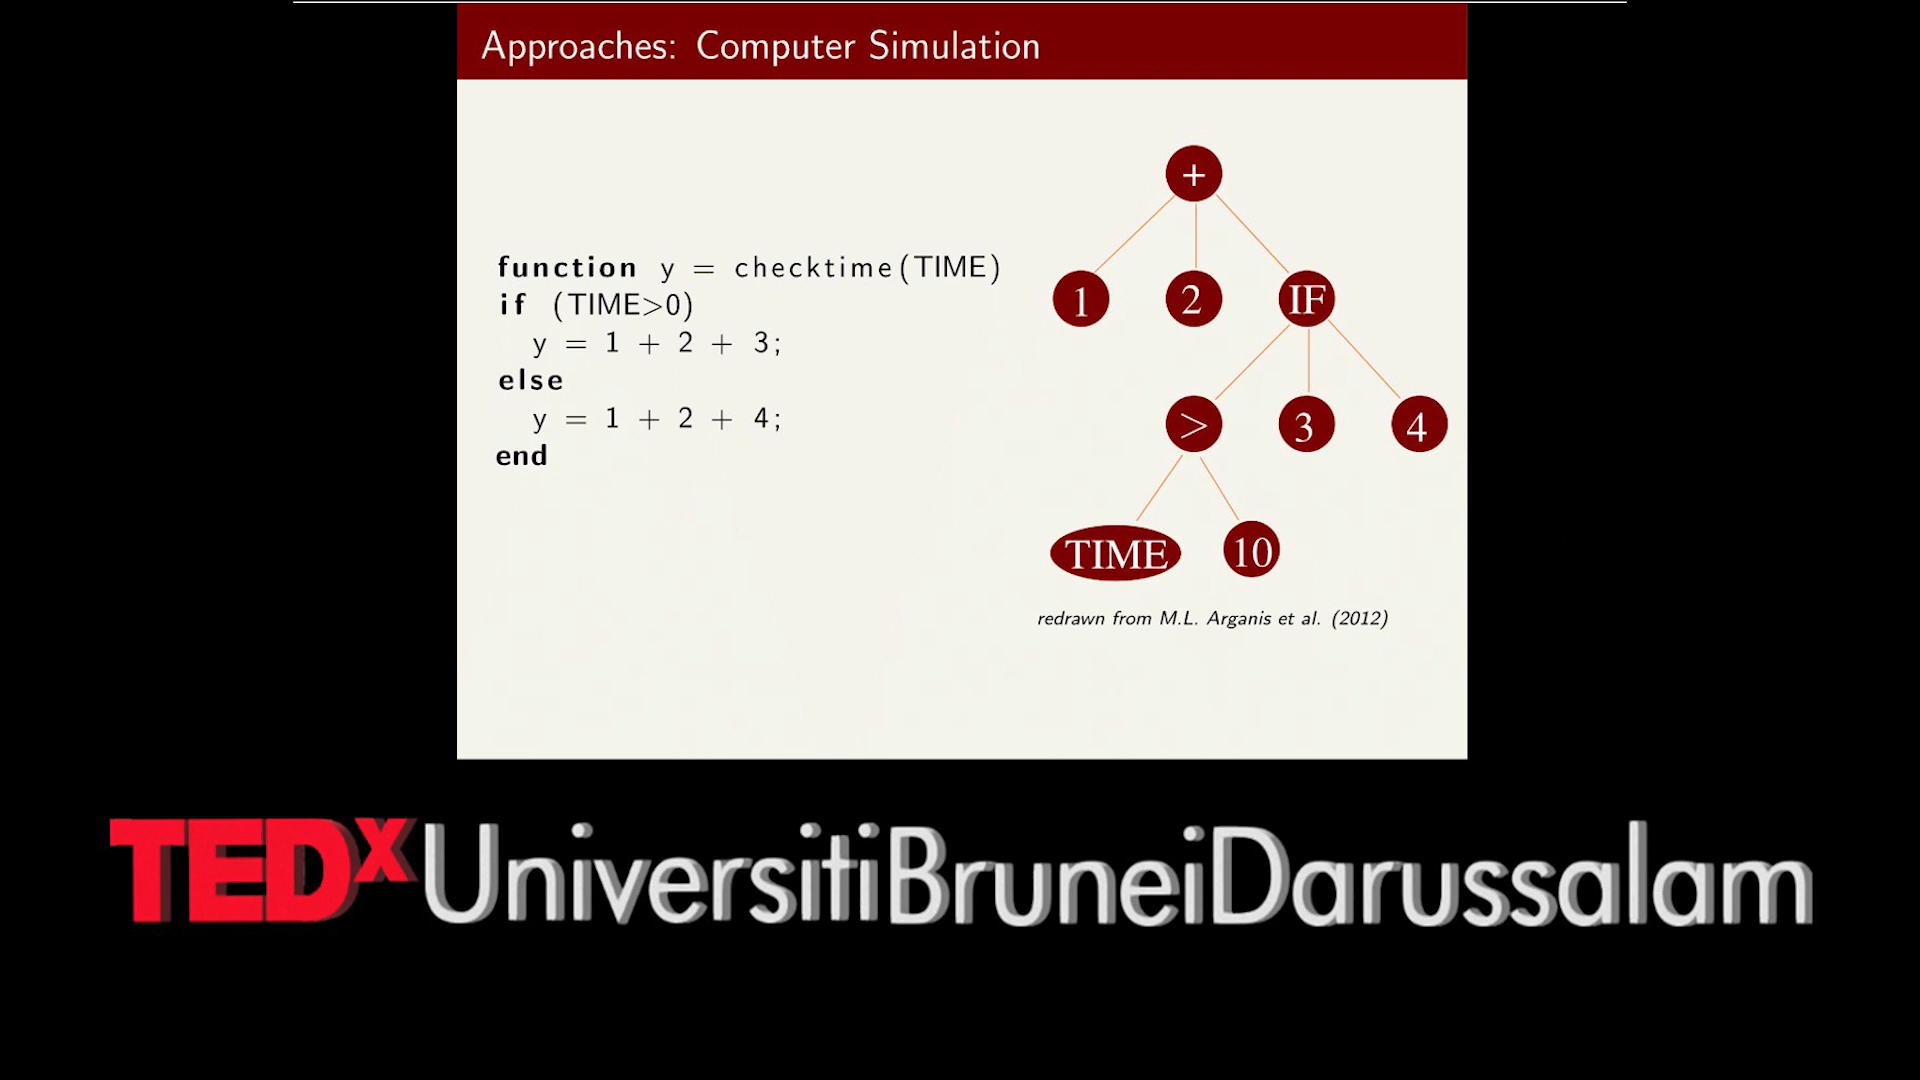 Approaches: Computer Simulation
function y = checktime(TIME)
if (TIME>0)
y = 1 + 2 + 3;
else
y = 1 + 2 + 4;
end
+
1 2 IF
> 3 4
TIME 10
redrawn from M.L. Arganis et al. (2012)
TEDxUniversitiBruneiDarussalam